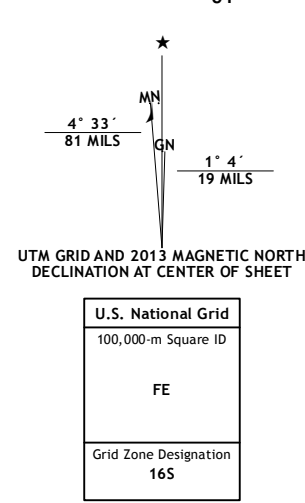 MN
4° 33´
81 MILS
GN
1° 4´
19 MILS
UTM GRID AND 2013 MAGNETIC NORTH
DECLINATION AT CENTER OF SHEET
U.S. National Grid
100,000-m Square ID
FE
Grid Zone Designation
16S